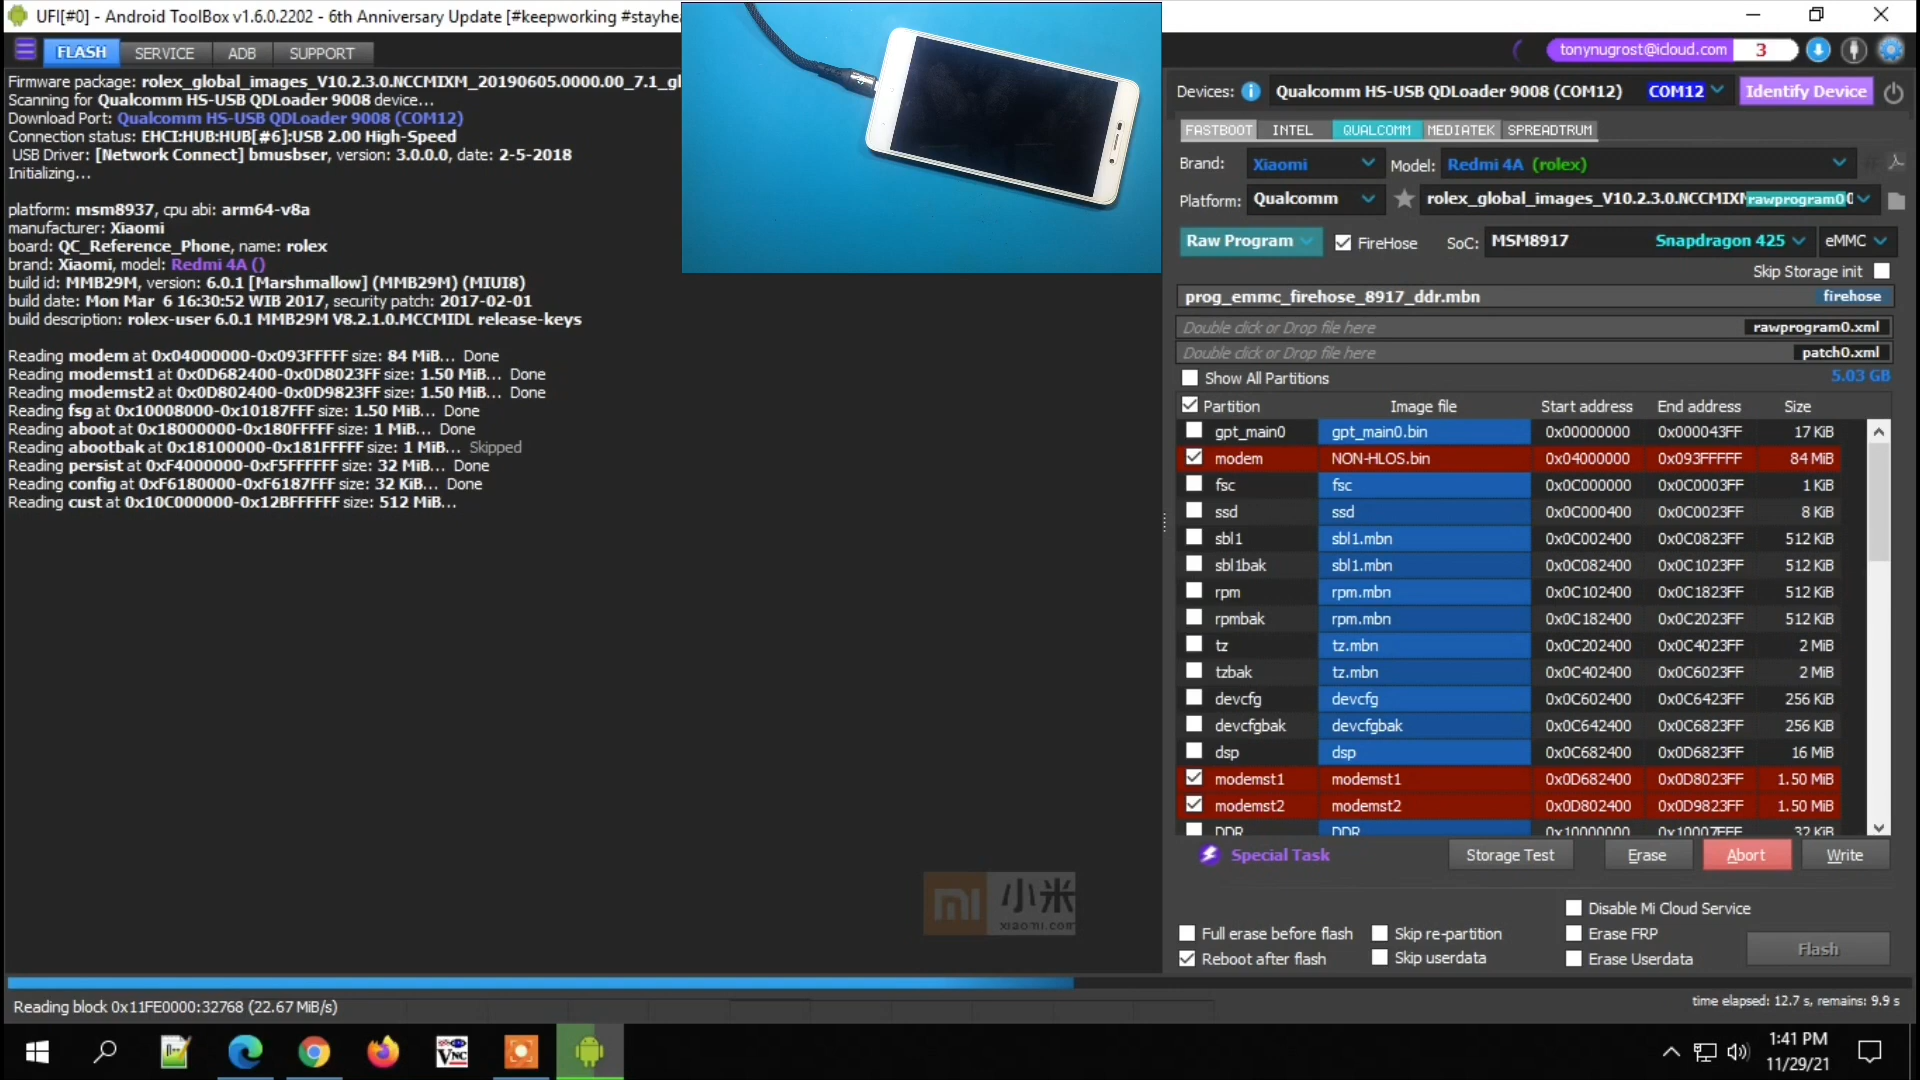 UFI[#0] - Android ToolBox v1.6.0.2202 - 6th Anniversary Update [#keepworking #stayhe
FLASH SERVICE ADB SUPPORT
tonynugrost@icloud.com 3
Firmware package: rolex_global_images_V10.2.3.0.NCCMIXM_20190605.0000.00_7.1_gl
Scanning for Qualcomm HS-USB QDLoader 9008 device...
Download Port: Qualcomm HS-USB QDLoader 9008 (COM12)
Connection status: EHCI:HUB:HUB[#6]:USB 2.00 High-Speed
USB Driver: [Network Connect] bmusbser, version: 3.0.0.0, date: 2-5-2018
Initializing...
platform: msm8937, cpu abi: arm64-v8a
manufacturer: Xiaomi
board: QC_Reference_Phone, name: rolex
brand: Xiaomi, model: Redmi 4A ()
build id: MMB29M, version: 6.0.1 [Marshmallow] (MMB29M) (MIUI8)
build date: Mon Mar 6 16:30:52 WIB 2017, security patch: 2017-02-01
build description: rolex-user 6.0.1 MMB29M V8.2.1.0.MCCMIDL release-keys
Reading modem at 0x04000000-0x093FFFFF size: 84 MiB... Done
Reading modemst1 at 0x0D682400-0x0D8023FF size: 1.50 MiB... Done
Reading modemst2 at 0x0D802400-0x0D9823FF size: 1.50 MiB... Done
Reading fsg at 0x10008000-0x10187FFF size: 1.50 MiB... Done
Reading aboot at 0x18000000-0x180FFFFF size: 1 MiB... Done
Reading abootbak at 0x18100000-0x181FFFFF size: 1 MiB... Skipped
Reading persist at 0xF4000000-0xF5FFFFFF size: 32 MiB... Done
Reading config at 0xF6180000-0xF6187FFF size: 32 KiB... Done
Reading cust at 0x10C000000-0x12BFFFFFF size: 512 MiB...
小米
xiaomi.com
Devices: Qualcomm HS-USB QDLoader 9008 (COM12) COM12 Identify Device
FASTBOOT INTEL QUALCOMM MEDIATEK SPREADTRUM
Brand: Xiaomi Model: Redmi 4A (rolex)
Platform: Qualcomm rolex_global_images_V10.2.3.0.NCCMIXM rawprogram0
Raw Program FireHose SoC: MSM8917 Snapdragon 425 eMMC
Skip Storage init
prog_emmc_firehose_8917_ddr.mbn firehose
Double click or Drop file here rawprogram0.xml
Double click or Drop file here patch0.xml
Show All Partitions 5.03 GB
Partition Image file Start address End address Size
gpt_main0 gpt_main0.bin 0x00000000 0x000043FF 17 KiB
modem NON-HLOS.bin 0x04000000 0x093FFFFF 84 MiB
fsc fsc 0x0C000000 0x0C0003FF 1 KiB
ssd ssd 0x0C000400 0x0C0023FF 8 KiB
sbl1 sbl1.mbn 0x0C002400 0x0C0823FF 512 KiB
sbl1bak sbl1.mbn 0x0C082400 0x0C1023FF 512 KiB
rpm rpm.mbn 0x0C102400 0x0C1823FF 512 KiB
rpmbak rpm.mbn 0x0C182400 0x0C2023FF 512 KiB
tz tz.mbn 0x0C202400 0x0C4023FF 2 MiB
tzbak tz.mbn 0x0C402400 0x0C6023FF 2 MiB
devcfg devcfg 0x0C602400 0x0C6423FF 256 KiB
devcfgbak devcfgbak 0x0C642400 0x0C6823FF 256 KiB
dsp dsp 0x0C682400 0x0D6823FF 16 MiB
modemst1 modemst1 0x0D682400 0x0D8023FF 1.50 MiB
modemst2 modemst2 0x0D802400 0x0D9823FF 1.50 MiB
DDR DDR 0x10000000 0x10007FFF 32 KiB
Special Task Storage Test Erase Abort Write
Disable Mi Cloud Service
Full erase before flash Skip re-partition Erase FRP
Reboot after flash Skip userdata Erase Userdata Flash
Reading block 0x11FE0000:32768 (22.67 MiB/s)
time elapsed: 12.7 s, remains: 9.9 s
1:41 PM
11/29/21